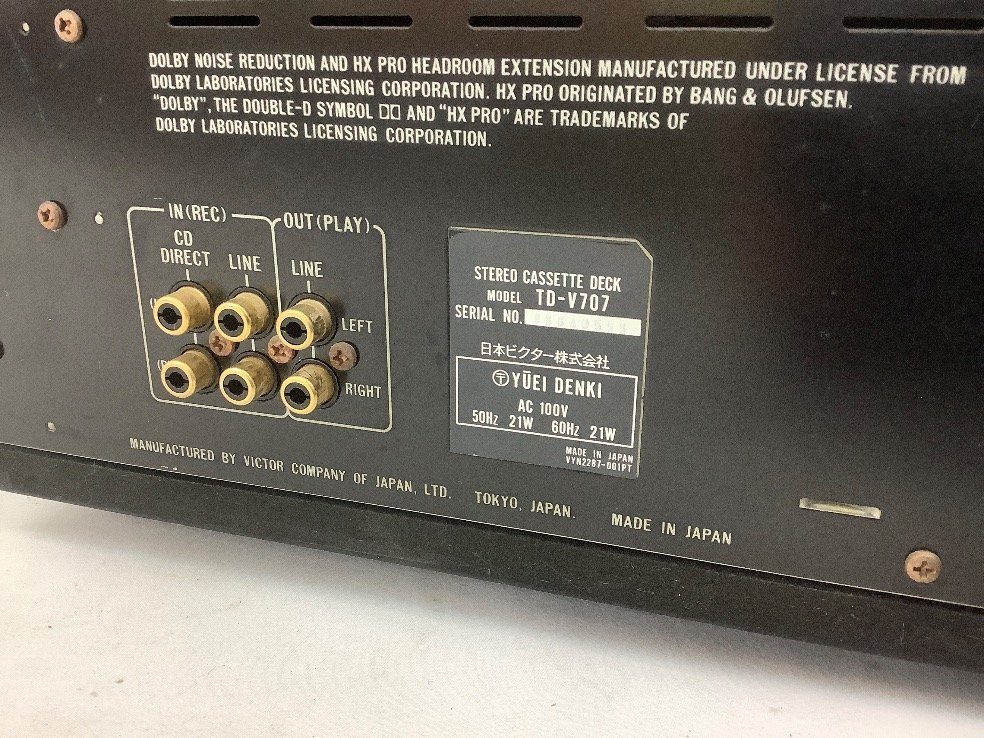 DOLBY NOISE REDUCTION AND HX PRO HEADROOM EXTENSION MANUFACTURED UNDER LICENSE FROM
DOLBY LABORATORIES LICENSING CORPORATION. HX PRO ORIGINATED BY BANG & OLUFSEN.
"DOLBY", THE DOUBLE-D SYMBOL AND "HX PRO" ARE TRADEMARKS OF
DOLBY LABORATORIES LICENSING CORPORATION.
IN (REC)
OUT (PLAY)
CD
DIRECT
LINE
LINE
LEFT
RIGHT
STEREO CASSETTE DECK
MODEL TD-V707
SERIAL NO.
日本ビクター株式会社
〒 YŪEI DENKI
AC 100V
50Hz 21W 60Hz 21W
MADE IN JAPAN
VYN2287-001PT
MANUFACTURED BY VICTOR COMPANY OF JAPAN, LTD. TOKYO, JAPAN. MADE IN JAPAN